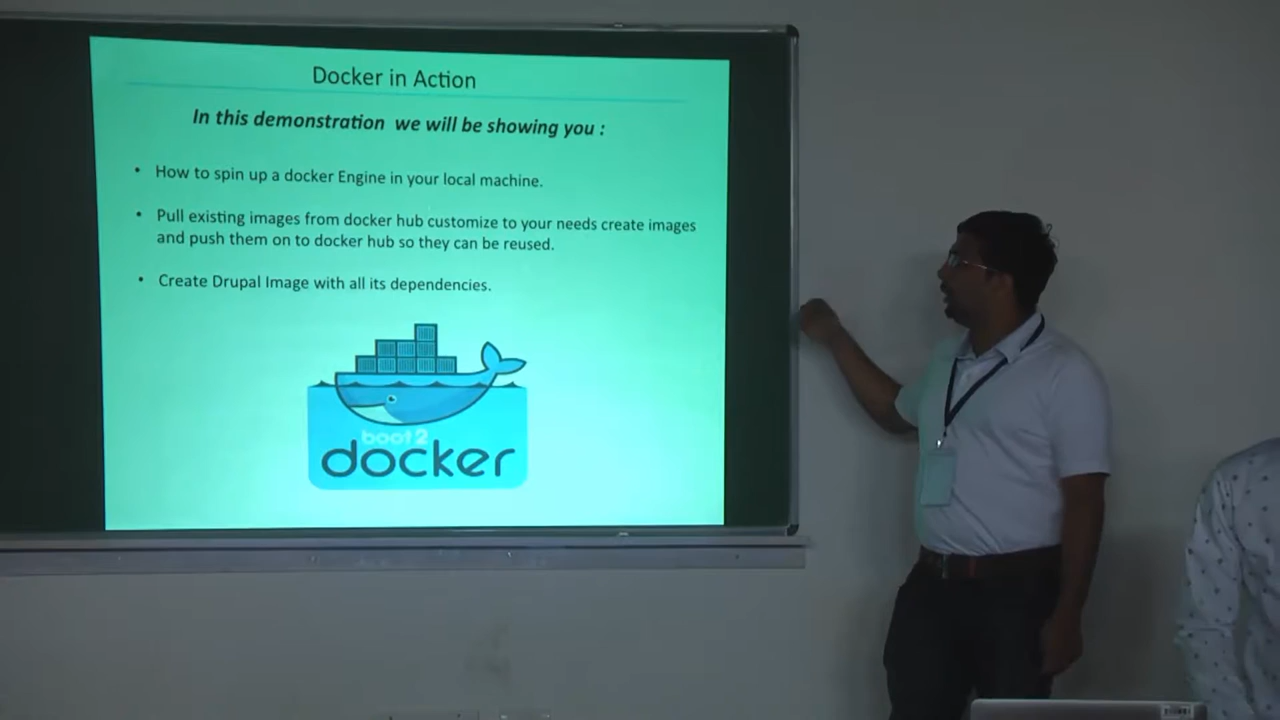 Docker in Action
In this demonstration  we will be showing you :
• How to spin up a docker Engine in your local machine.
• Pull existing images from docker hub customize to your needs create images
and push them on to docker hub so they can be reused.
• Create Drupal Image with all its dependencies.
boot2
docker